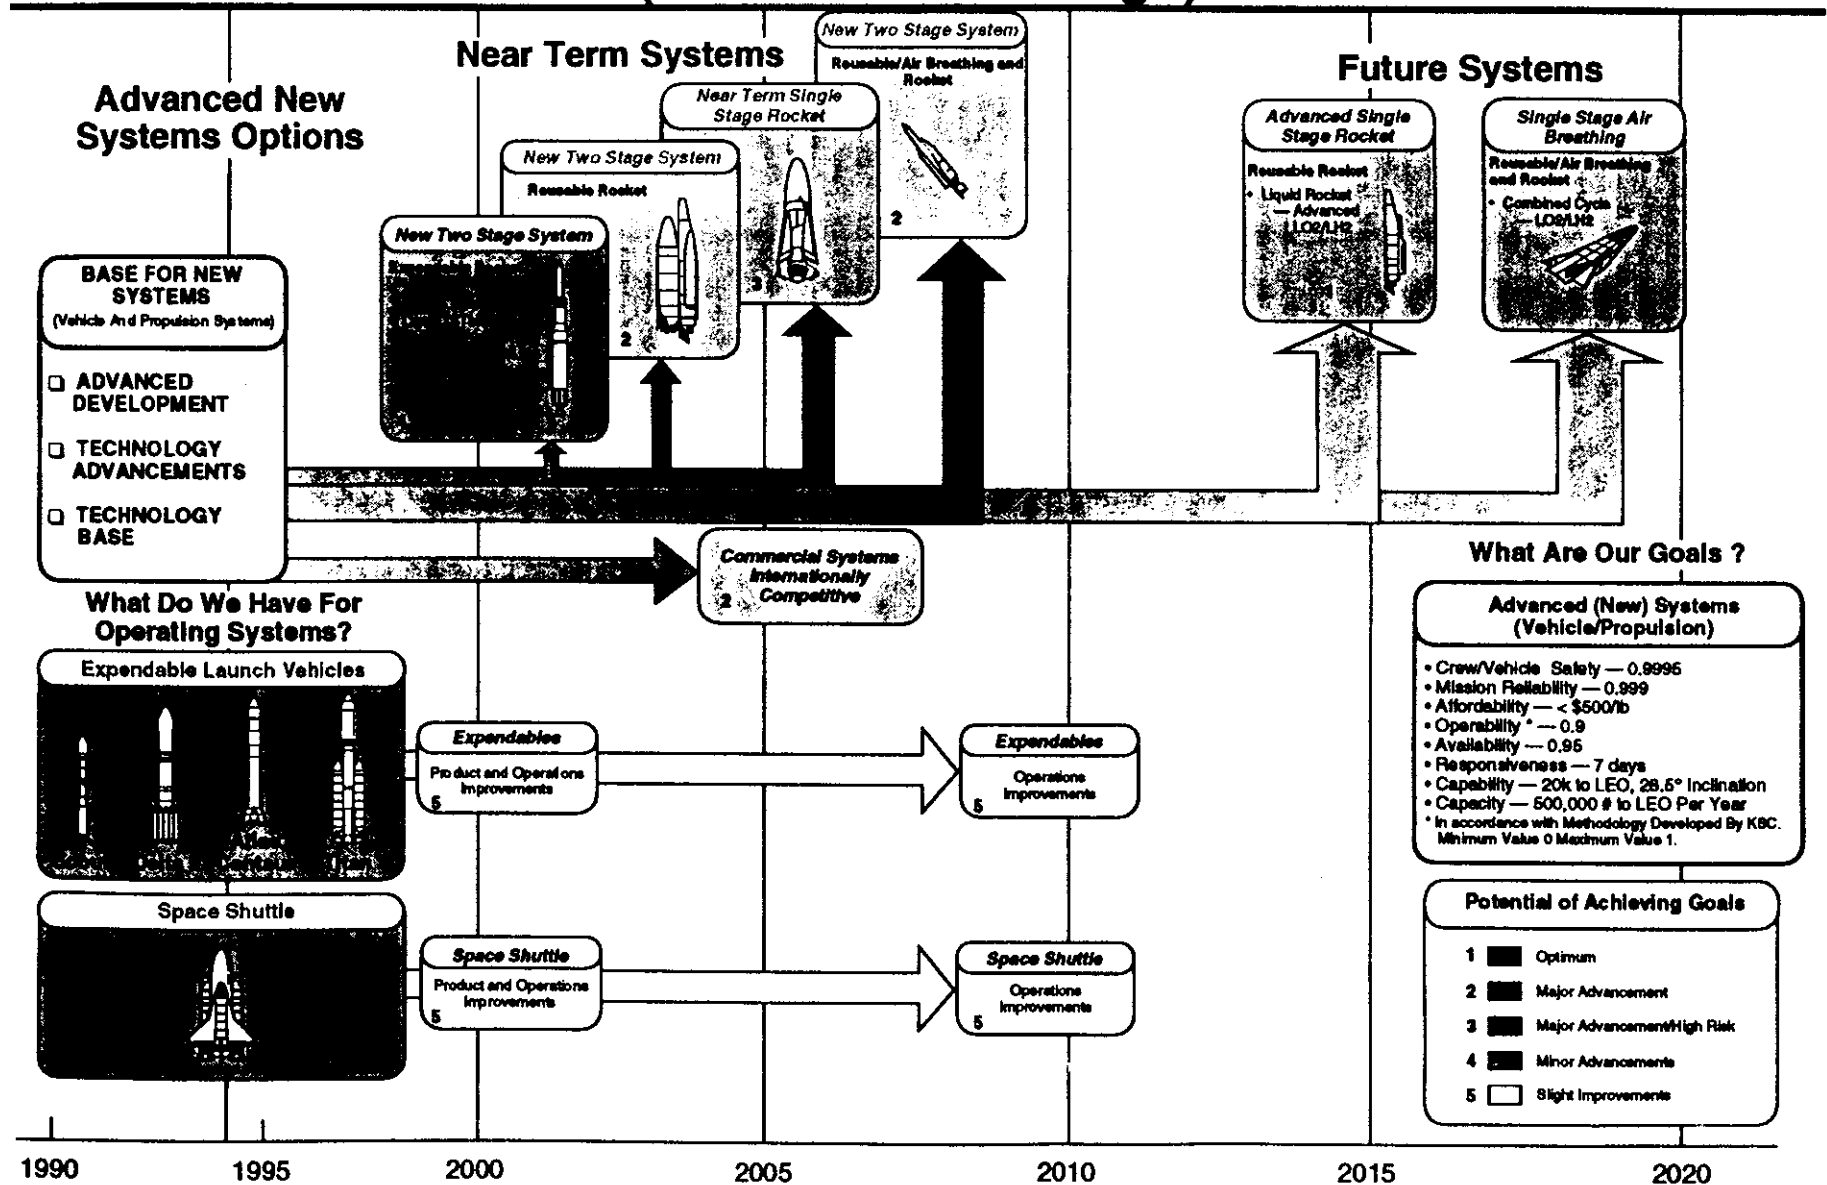 Near Term Systems
Future Systems
Advanced New
Systems Options
New Two Stage System
Reusable/Air Breathing and
Rocket
2
Near Term Single
Stage Rocket
3
New Two Stage System
Reusable Rocket
2
New Two Stage System
Advanced Single
Stage Rocket
Reusable Rocket
• Liquid Rocket
— Advanced
LO2/LH2
Single Stage Air
Breathing
Reusable/Air Breathing
and Rocket
• Combined Cycle
— LO2/LH2
BASE FOR NEW
SYSTEMS
(Vehicle And Propulsion Systems)
❑ ADVANCED
DEVELOPMENT
❑ TECHNOLOGY
ADVANCEMENTS
❑ TECHNOLOGY
BASE
Commercial Systems
Internationally
Competitive
2
What Do We Have For
Operating Systems?
Expendable Launch Vehicles
Expendables
Product and Operations
Improvements
5
Expendables
Operations
Improvements
5
Space Shuttle
Space Shuttle
Product and Operations
Improvements
5
Space Shuttle
Operations
Improvements
5
What Are Our Goals ?
Advanced (New) Systems
(Vehicle/Propulsion)
• Crew/Vehicle Safety — 0.9995
• Mission Reliability — 0.999
• Affordability — < $500/lb
• Operability * — 0.9
• Availability — 0.95
• Responsiveness — 7 days
• Capability — 20k to LEO, 28.5° Inclination
• Capacity — 500,000 # to LEO Per Year
* In accordance with Methodology Developed By KSC.
Minimum Value 0 Maximum Value 1.
Potential of Achieving Goals
1 Optimum
2 Major Advancement
3 Major Advancement/High Risk
4 Minor Advancements
5 Slight Improvements
1990 1995 2000 2005 2010 2015 2020